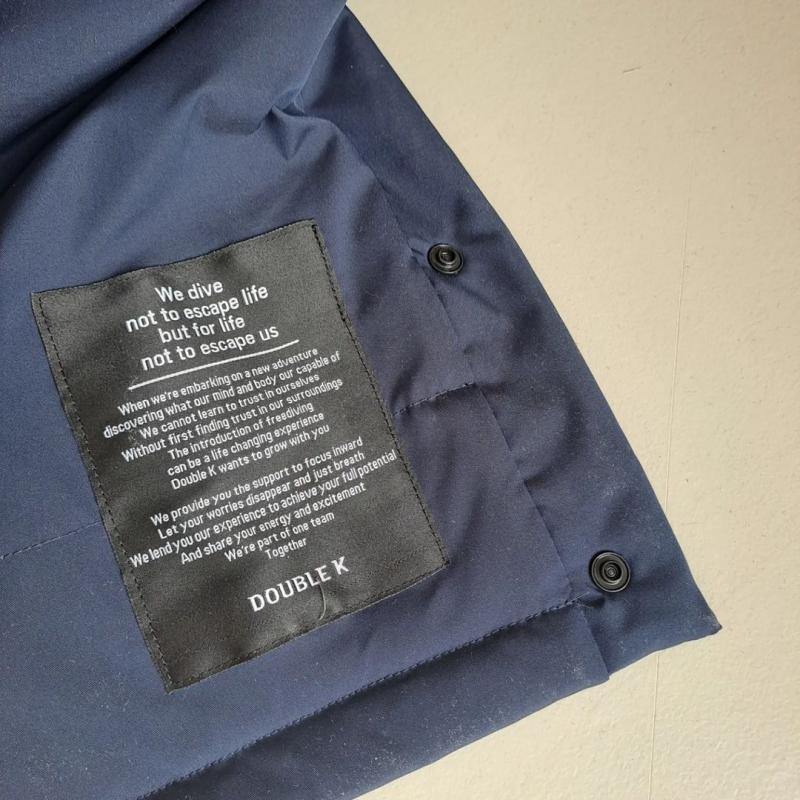 We dive
not to escape life
but for life
not to escape us
When we're embarking on a new adventure
discovering what our mind and body our capable of
We cannot learn to trust in ourselves
Without first finding trust in our surroundings
The introduction of freediving
can be a life changing experience
Double K wants to grow with you
We provide you the support to focus inward
Let your worries disappear and just breath
We lend you our experience to achieve your full potential
And share your energy and excitement
We're part of one team
Together
DOUBLE K